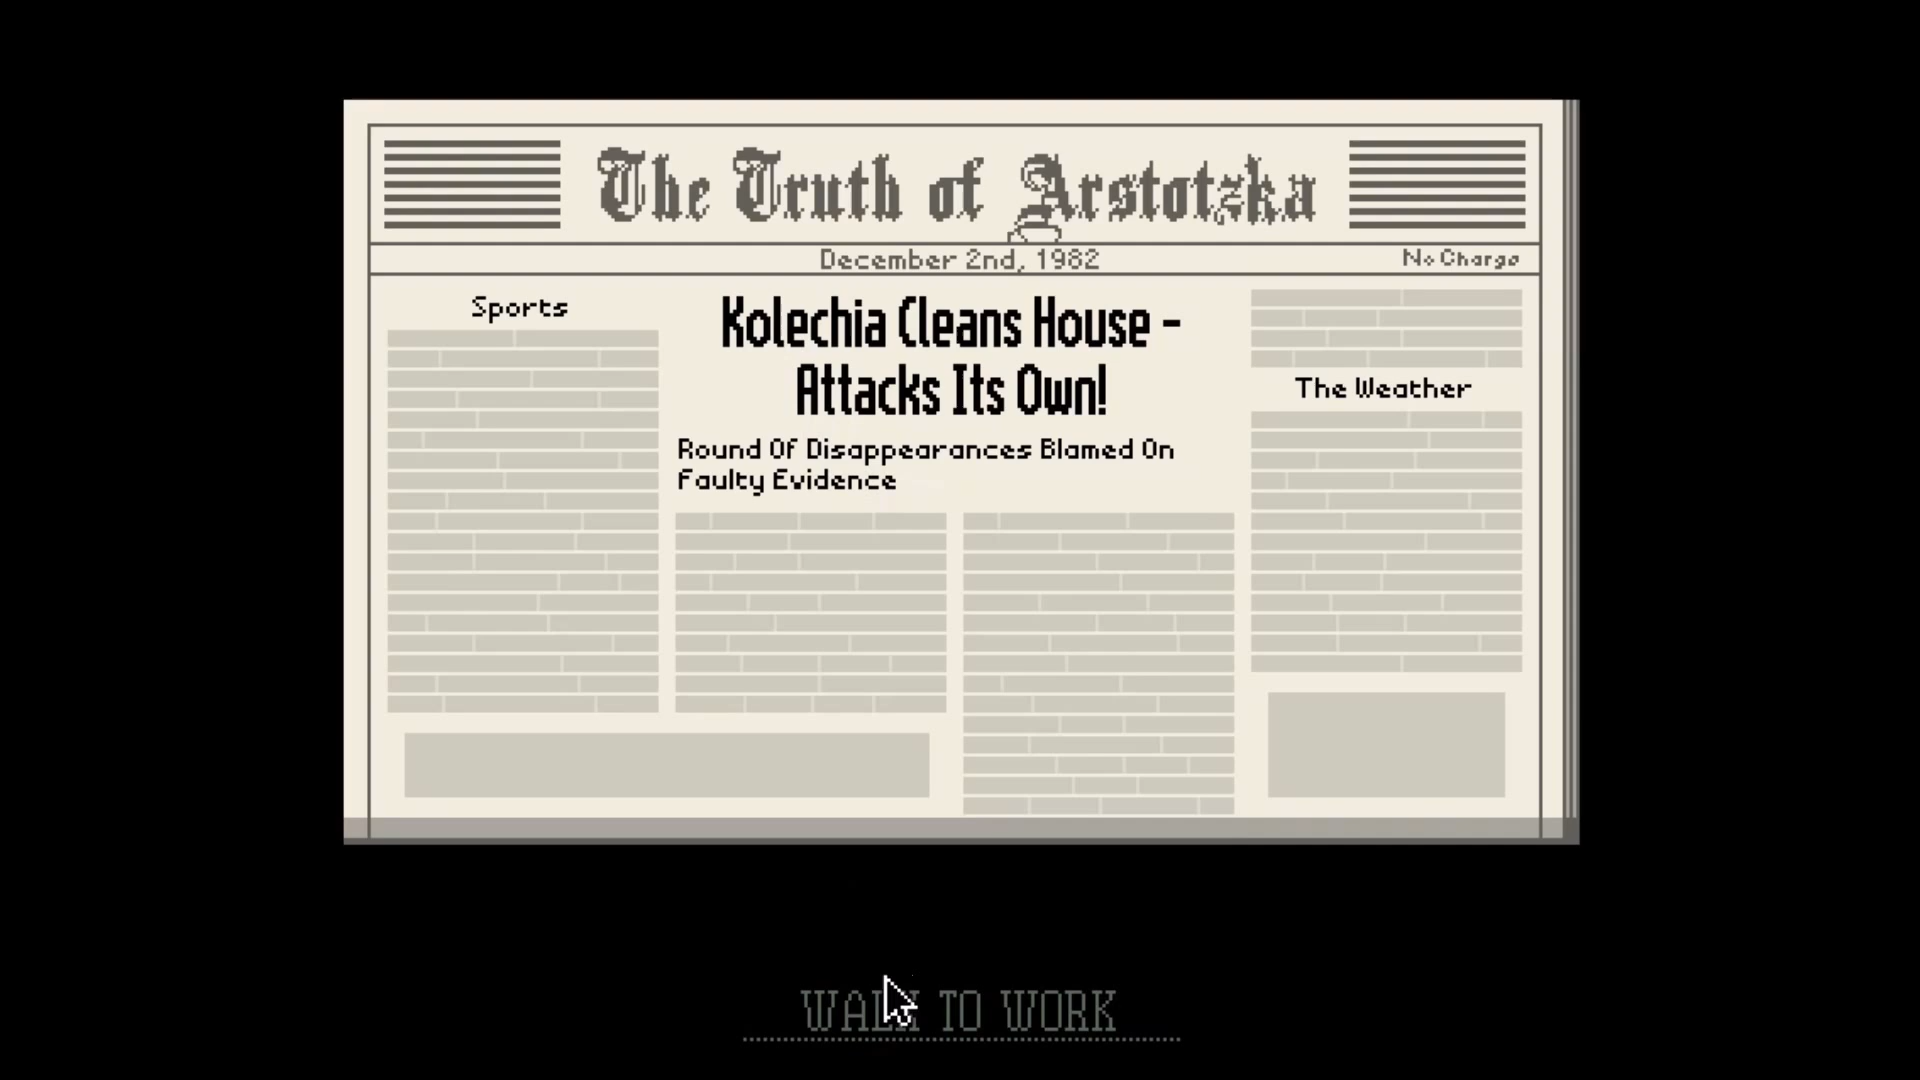 The Truth of Arstotzka
December 2nd, 1982
No Charge
Sports
Kolechia Cleans House -
Attacks Its Own!
Round Of Disappearances Blamed On
Faulty Evidence
The Weather
WALK TO WORK